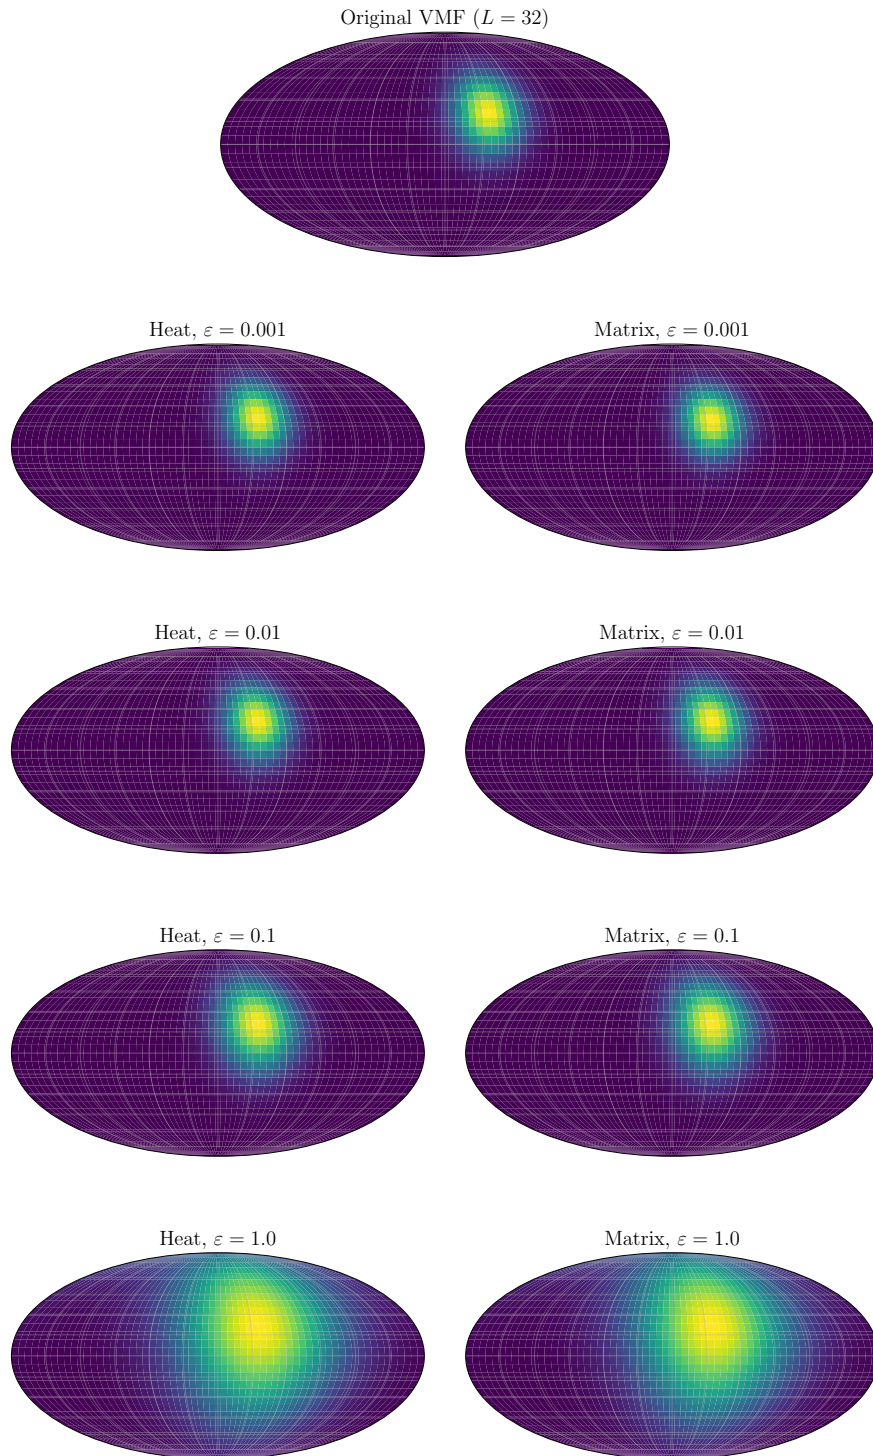 Original VMF (L = 32)
Heat, ε = 0.001
Matrix, ε = 0.001
Heat, ε = 0.01
Matrix, ε = 0.01
Heat, ε = 0.1
Matrix, ε = 0.1
Heat, ε = 1.0
Matrix, ε = 1.0